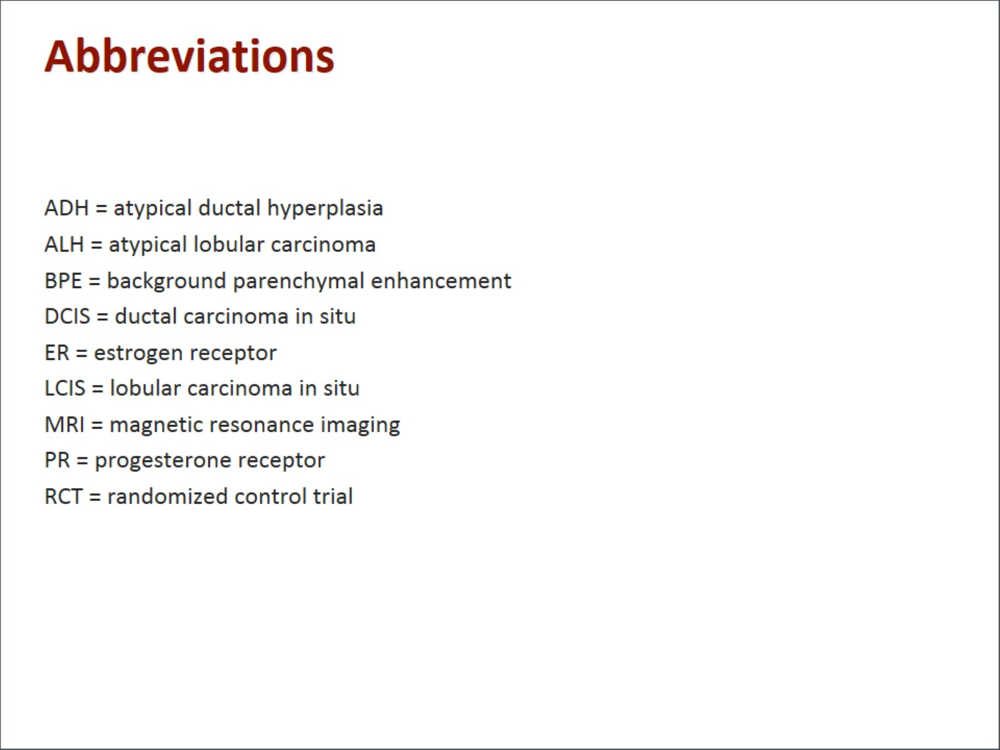 Abbreviations
ADH = atypical ductal hyperplasia
ALH = atypical lobular carcinoma
BPE = background parenchymal enhancement
DCIS = ductal carcinoma in situ
ER = estrogen receptor
LCIS = lobular carcinoma in situ
MRI = magnetic resonance imaging
PR = progesterone receptor
RCT = randomized control trial